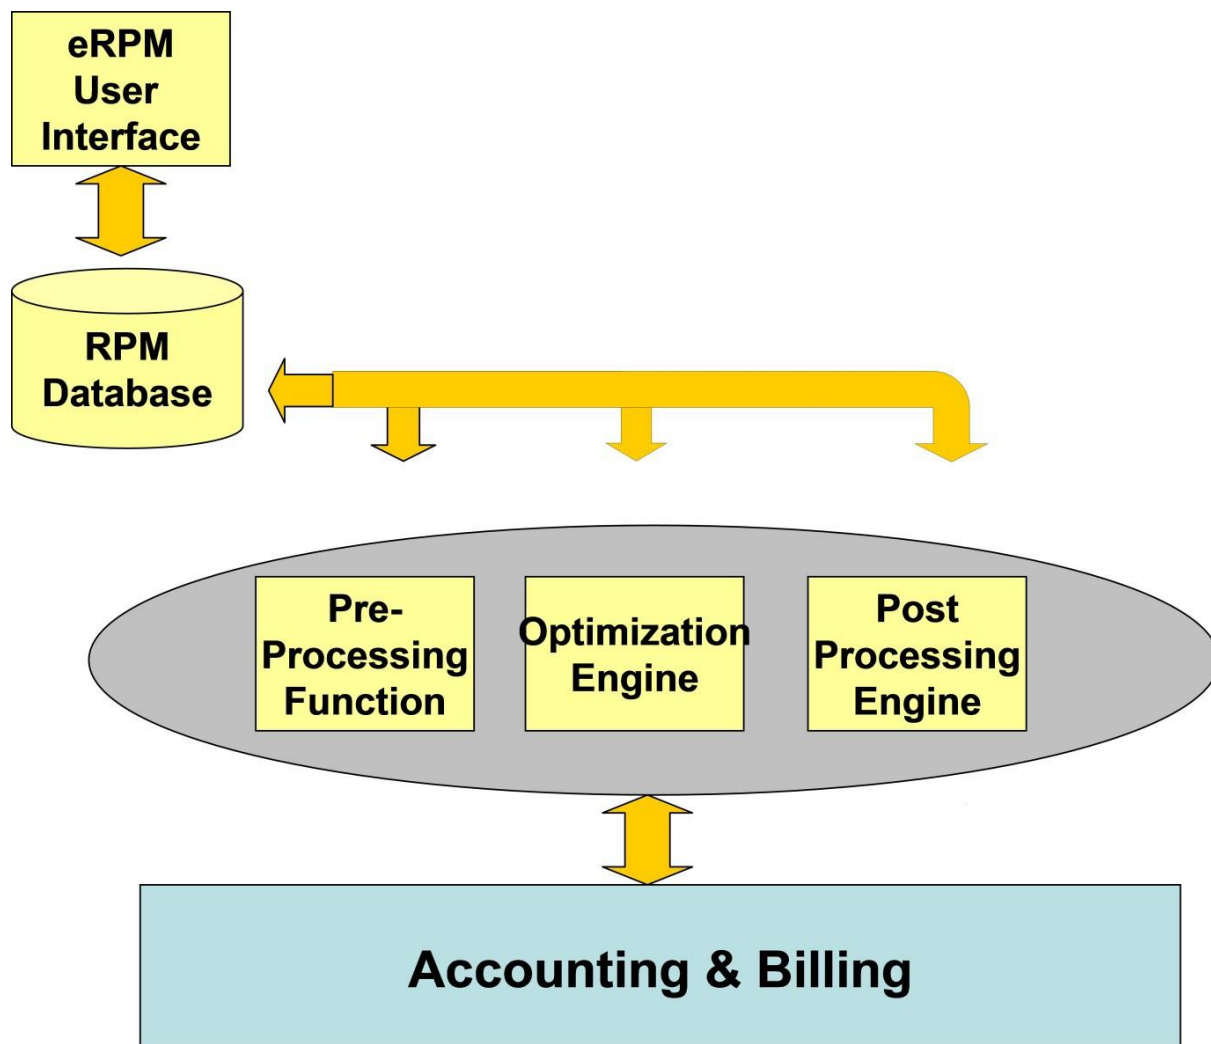 eRPM
User
Interface
RPM
Database
Pre-
Processing
Function
Optimization
Engine
Post
Processing
Engine
Accounting & Billing